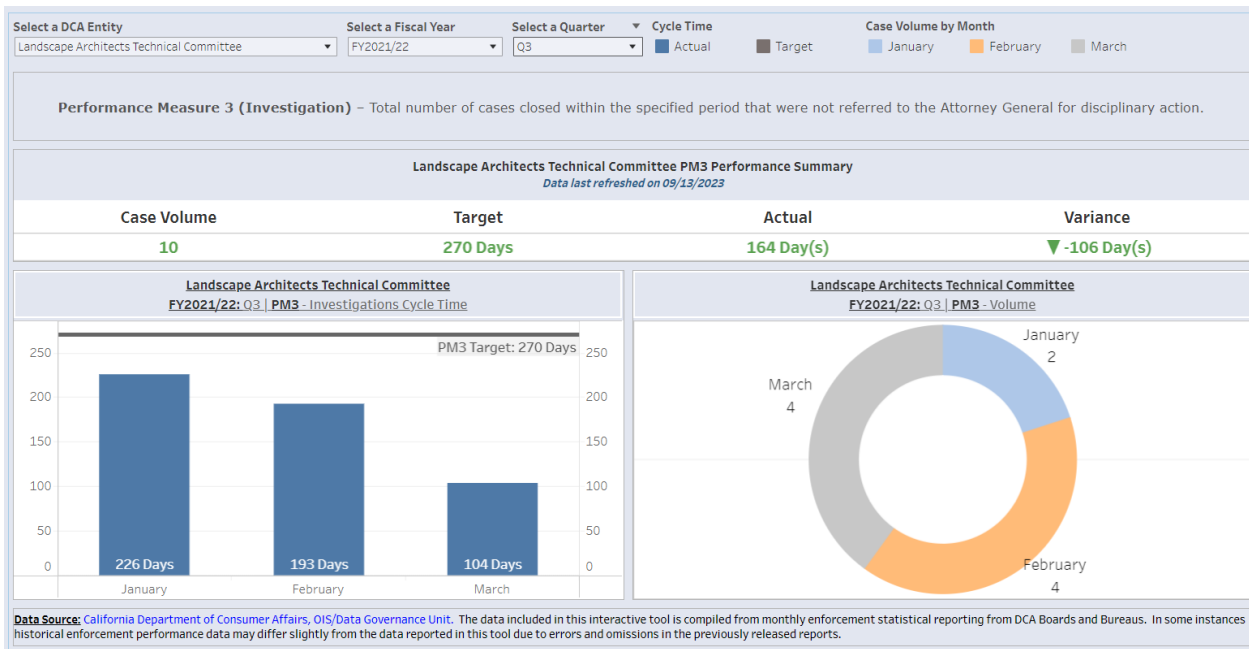 Select a DCA Entity
Select a Fiscal Year
Select a Quarter
Cycle Time
Case Volume by Month
Landscape Architects Technical Committee
FY2021/22
Q3
Actual
Target
January
February
March
Performance Measure 3 (Investigation) – Total number of cases closed within the specified period that were not referred to the Attorney General for disciplinary action.
Landscape Architects Technical Committee PM3 Performance Summary
Data last refreshed on 09/13/2023
Case Volume
Target
Actual
Variance
10
270 Days
164 Day(s)
▼ -106 Day(s)
Landscape Architects Technical Committee
FY2021/22: Q3 | PM3 - Investigations Cycle Time
PM3 Target: 270 Days
250
200
150
100
50
0
250
200
150
100
50
0
226 Days
193 Days
104 Days
January
February
March
Landscape Architects Technical Committee
FY2021/22: Q3 | PM3 - Volume
January
2
March
4
February
4
Data Source: California Department of Consumer Affairs, OIS/Data Governance Unit. The data included in this interactive tool is compiled from monthly enforcement statistical reporting from DCA Boards and Bureaus. In some instances
historical enforcement performance data may differ slightly from the data reported in this tool due to errors and omissions in the previously released reports.